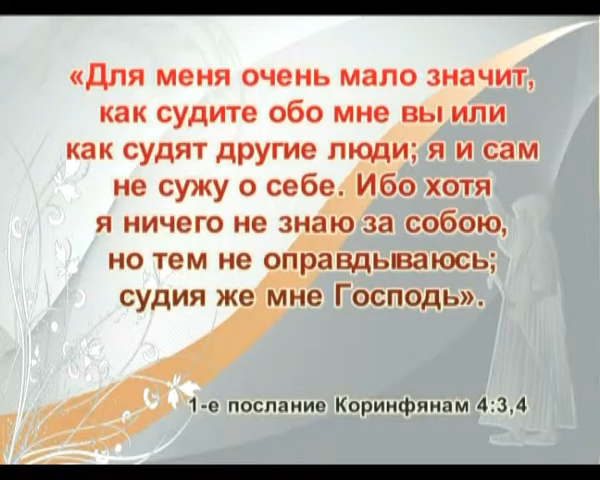 «Для меня очень мало значит,
как судите обо мне вы или
как судят другие люди; я и сам
не сужу о себе. Ибо хотя
я ничего не знаю за собою,
но тем не оправдываюсь;
судия же мне Господь».
1-е послание Коринфянам 4:3,4